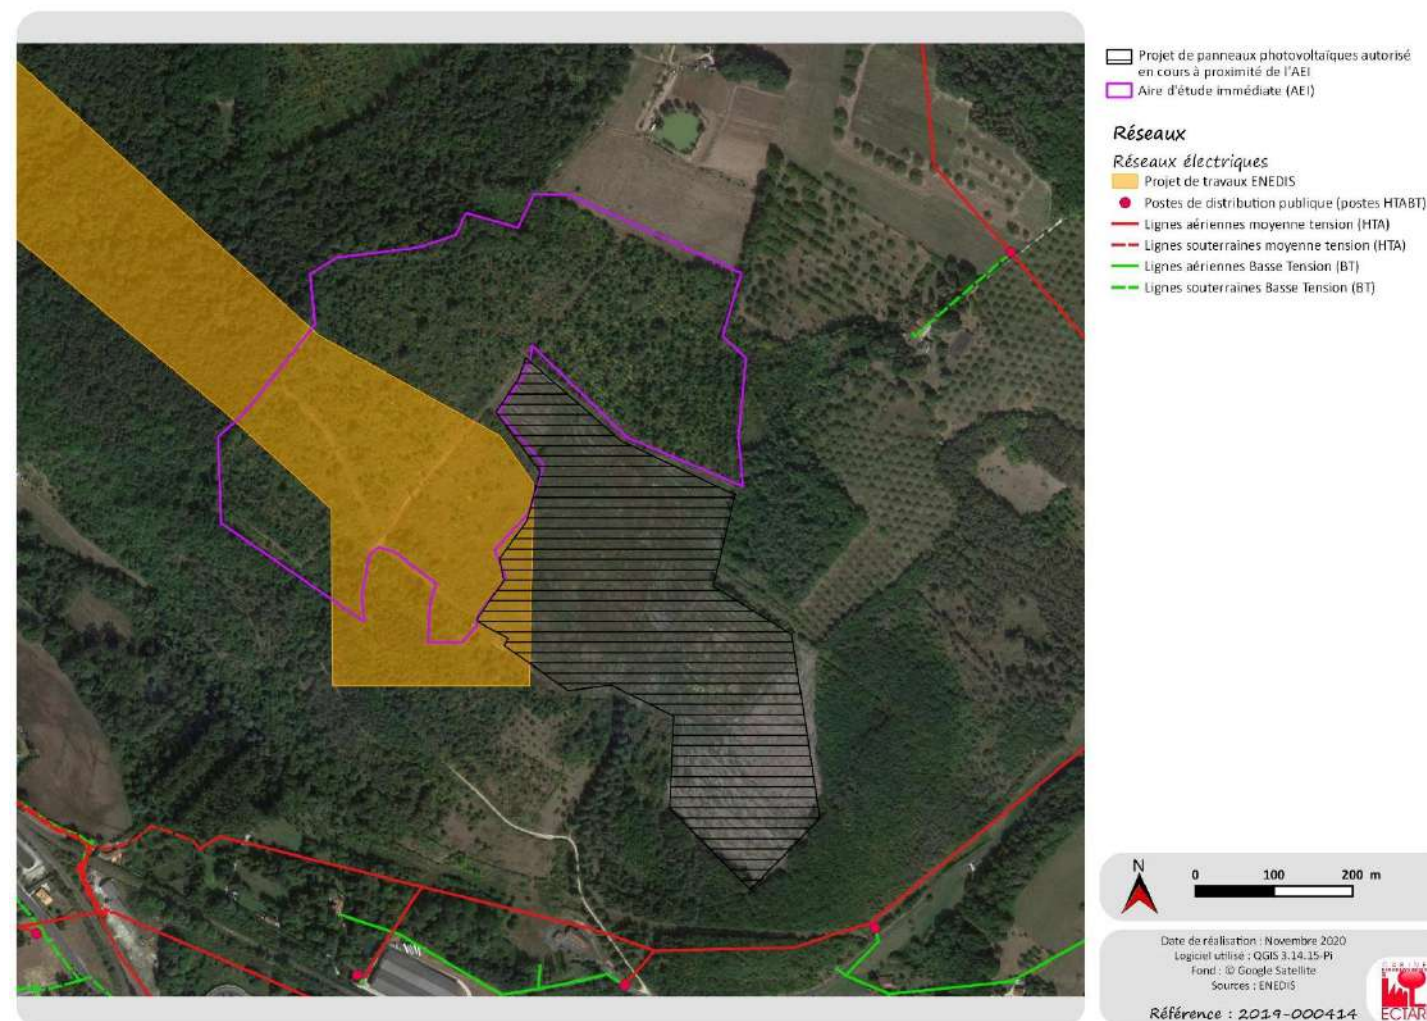 Projet de panneaux photovoltaïques autorisé
en cours à proximité de l'AEI
Aire d'étude immédiate (AEI)
Réseaux
Réseaux électriques
Projet de travaux ENEDIS
Postes de distribution publique (postes HTABT)
Lignes aériennes moyenne tension (HTA)
Lignes souterraines moyenne tension (HTA)
Lignes aériennes Basse Tension (BT)
Lignes souterraines Basse Tension (BT)
N
0 100 200 m
Date de réalisation : Novembre 2020
Logiciel utilisé : QGIS 3.14.15-Pi
Fond : © Google Satellite
Sources : ENEDIS
Référence : 2019-000414
ECTAR